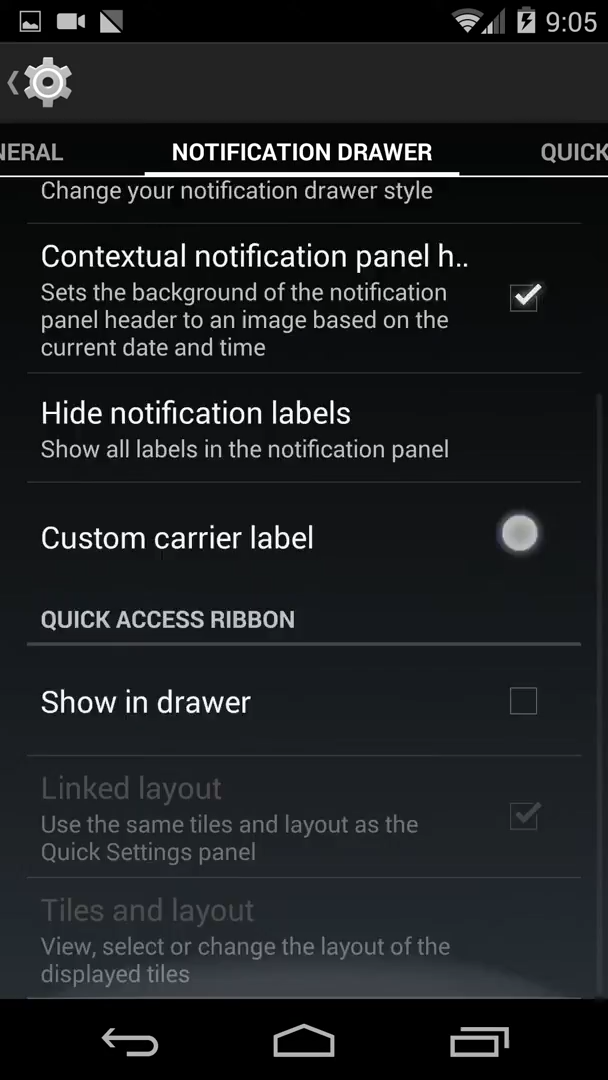 9:05
NERAL
NOTIFICATION DRAWER
QUICK
Change your notification drawer style
Contextual notification panel h..
Sets the background of the notification
panel header to an image based on the
current date and time
Hide notification labels
Show all labels in the notification panel
Custom carrier label
QUICK ACCESS RIBBON
Show in drawer
Linked layout
Use the same tiles and layout as the
Quick Settings panel
Tiles and layout
View, select or change the layout of the
displayed tiles